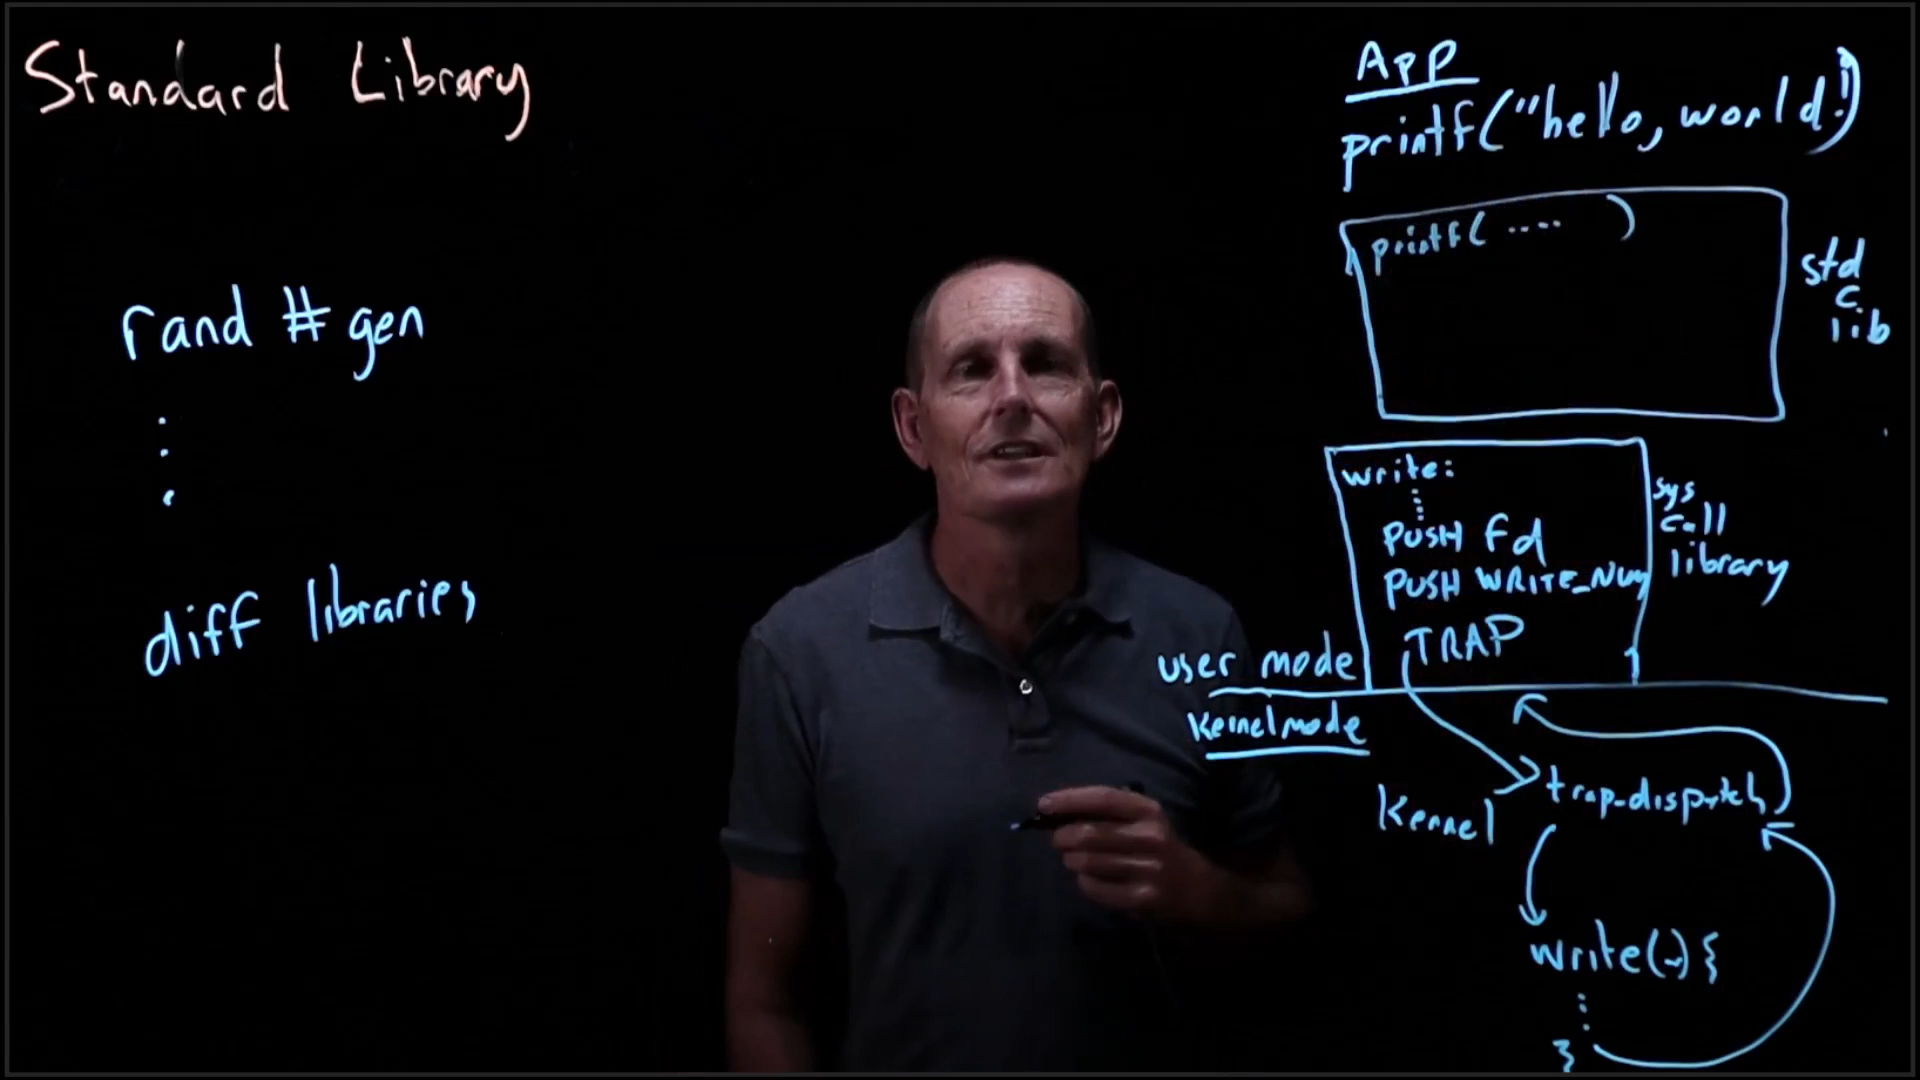 Standard Library
rand # gen
diff libraries
App
printf("hello, world!)
printf( ..... )
std
c
lib
write:
PUSH fd
PUSH WRITE_NUM
TRAP
sys
call
library
user mode
kernel mode
kernel
trap-dispatch
write(~) {
}